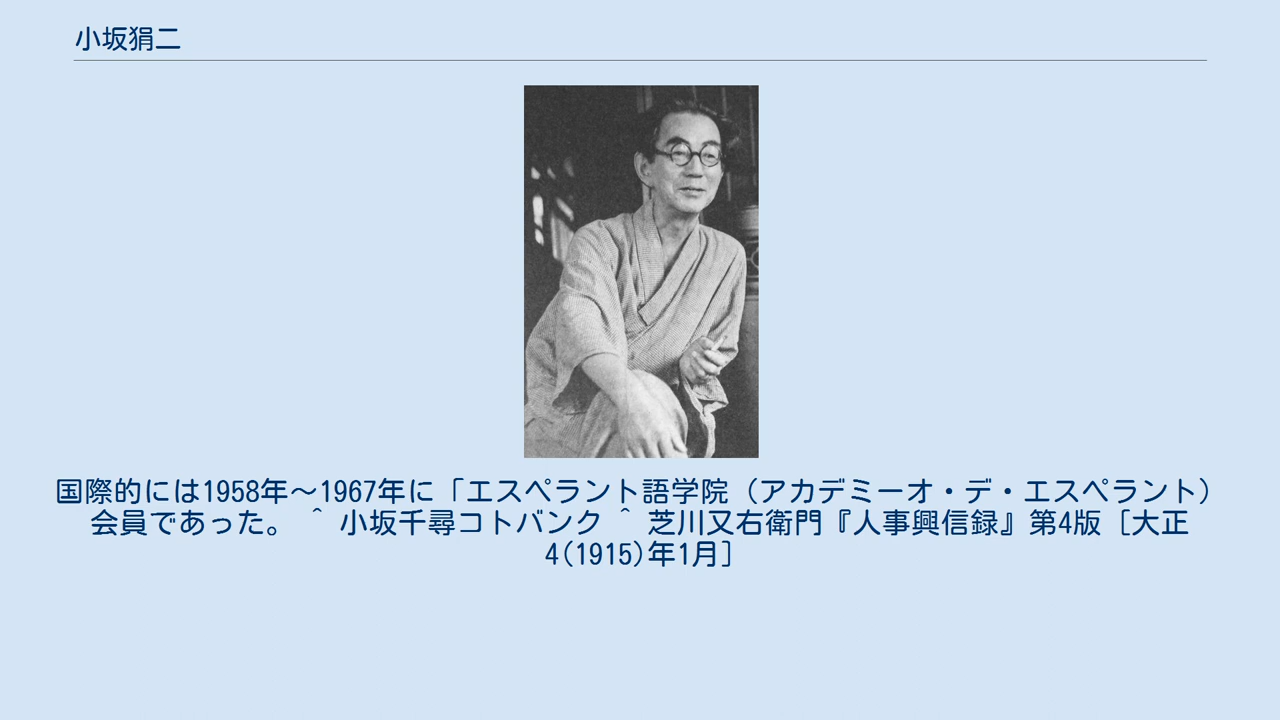 小坂狷二
国際的には1958年～1967年に「エスペラント語学院（アカデミーオ・デ・エスペラント）
会員であった。 ^ 小坂千尋コトバンク ^ 芝川又右衛門『人事興信録』第4版［大正
4(1915)年1月］